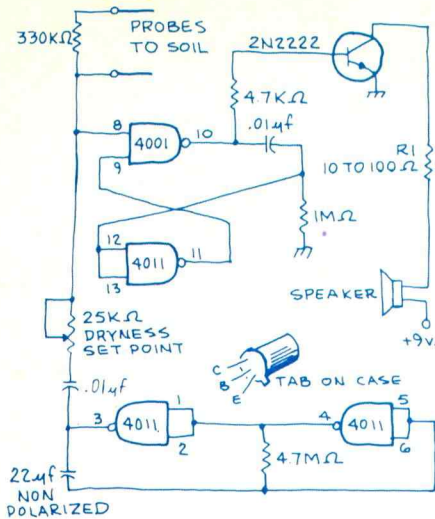 PROBES
TO SOIL
330KΩ
2N2222
4.7KΩ
.01µf
8
4001
10
9
R1
10 TO 100Ω
1MΩ
12
4011
11
13
SPEAKER
+9V.
25KΩ
DRYNESS
SET POINT
C
B
E
TAB ON CASE
.01µf
3
4011
1
2
4
4011
5
6
4.7MΩ
22µf
NON
POLARIZED